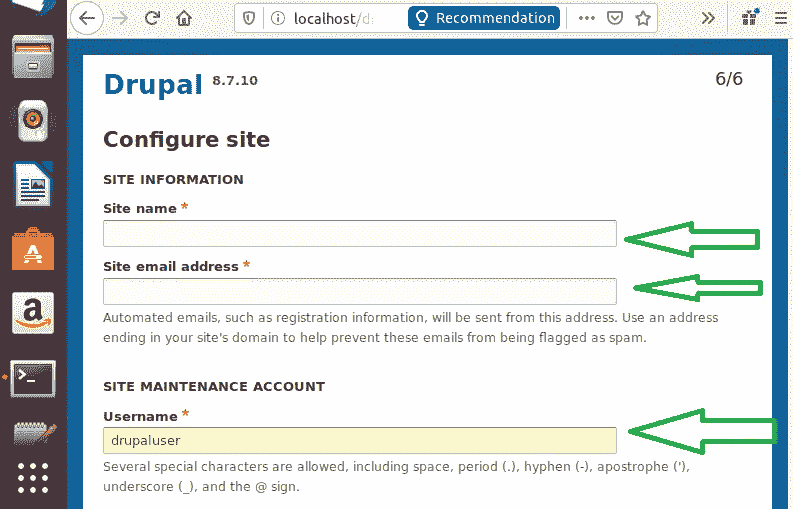 localhost/d
Recommendation
Drupal 8.7.10
6/6
Configure site
SITE INFORMATION
Site name *
Site email address *
Automated emails, such as registration information, will be sent from this address. Use an address
ending in your site's domain to help prevent these emails from being flagged as spam.
SITE MAINTENANCE ACCOUNT
Username *
drupaluser
Several special characters are allowed, including space, period (.), hyphen (-), apostrophe ('),
underscore (_), and the @ sign.